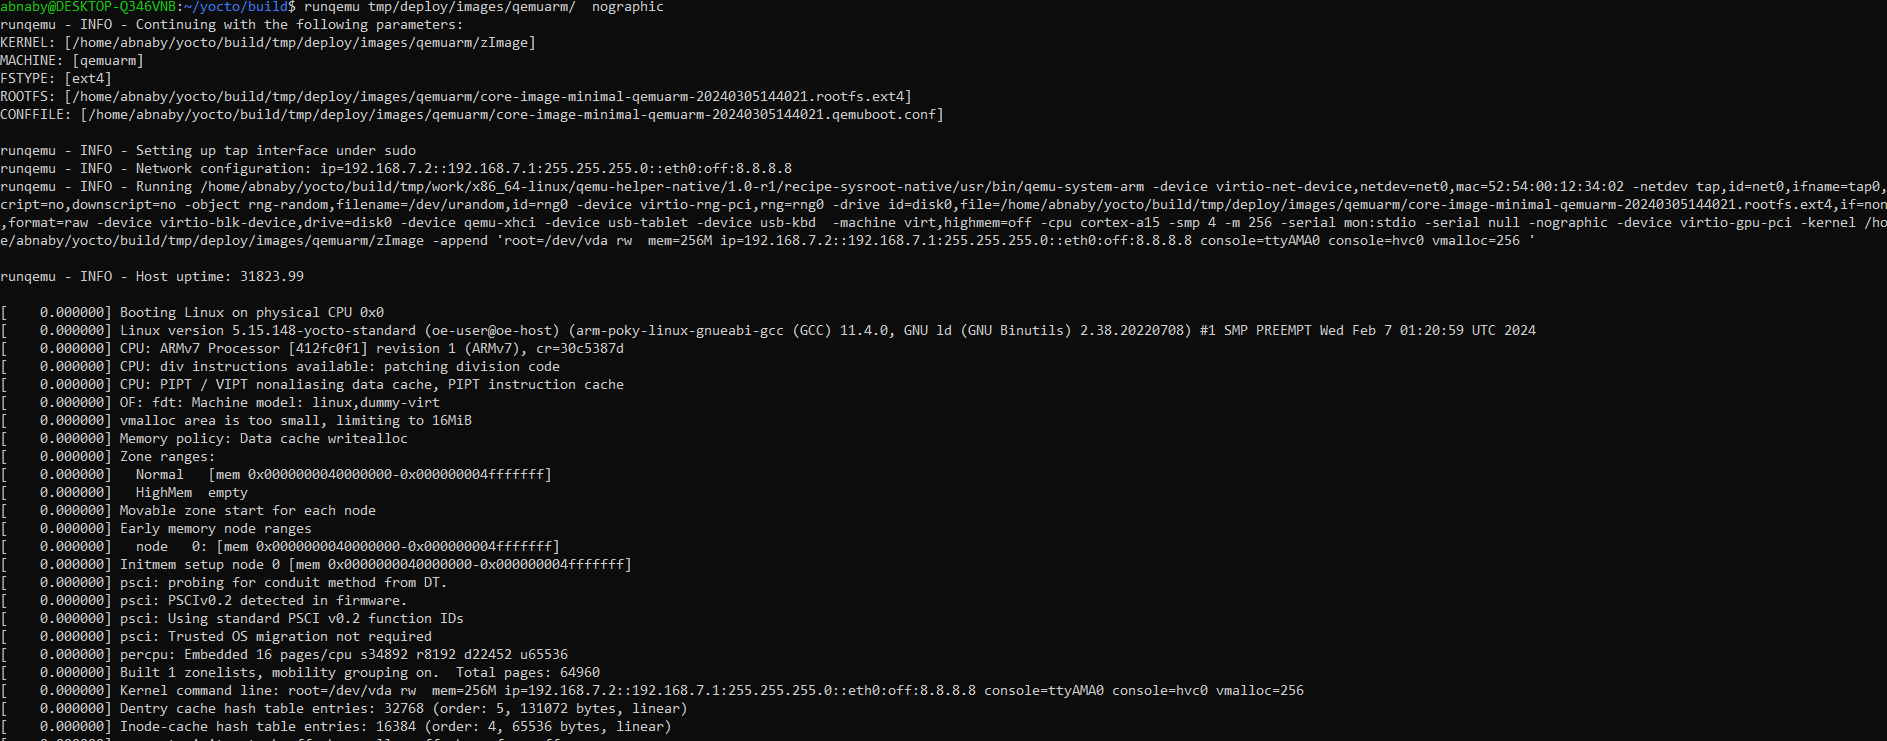 abnaby@DESKTOP-Q346VNB:~/yocto/build$ runqemu tmp/deploy/images/qemuarm/  nographic
runqemu - INFO - Continuing with the following parameters:
KERNEL: [/home/abnaby/yocto/build/tmp/deploy/images/qemuarm/zImage]
MACHINE: [qemuarm]
FSTYPE: [ext4]
ROOTFS: [/home/abnaby/yocto/build/tmp/deploy/images/qemuarm/core-image-minimal-qemuarm-20240305144021.rootfs.ext4]
CONFFILE: [/home/abnaby/yocto/build/tmp/deploy/images/qemuarm/core-image-minimal-qemuarm-20240305144021.qemuboot.conf]
runqemu - INFO - Setting up tap interface under sudo
runqemu - INFO - Network configuration: ip=192.168.7.2::192.168.7.1:255.255.255.0::eth0:off:8.8.8.8
runqemu - INFO - Running /home/abnaby/yocto/build/tmp/work/x86_64-linux/qemu-helper-native/1.0-r1/recipe-sysroot-native/usr/bin/qemu-system-arm -device virtio-net-device,netdev=net0,mac=52:54:00:12:34:02 -netdev tap,id=net0,ifname=tap0,
cript=no,downscript=no -object rng-random,filename=/dev/urandom,id=rng0 -device virtio-rng-pci,rng=rng0 -drive id=disk0,file=/home/abnaby/yocto/build/tmp/deploy/images/qemuarm/core-image-minimal-qemuarm-20240305144021.rootfs.ext4,if=non
,format=raw -device virtio-blk-device,drive=disk0 -device qemu-xhci -device usb-tablet -device usb-kbd  -machine virt,highmem=off -cpu cortex-a15 -smp 4 -m 256 -serial mon:stdio -serial null -nographic -device virtio-gpu-pci -kernel /ho
e/abnaby/yocto/build/tmp/deploy/images/qemuarm/zImage -append 'root=/dev/vda rw  mem=256M ip=192.168.7.2::192.168.7.1:255.255.255.0::eth0:off:8.8.8.8 console=ttyAMA0 console=hvc0 vmalloc=256 '
runqemu - INFO - Host uptime: 31823.99
[    0.000000] Booting Linux on physical CPU 0x0
[    0.000000] Linux version 5.15.148-yocto-standard (oe-user@oe-host) (arm-poky-linux-gnueabi-gcc (GCC) 11.4.0, GNU ld (GNU Binutils) 2.38.20220708) #1 SMP PREEMPT Wed Feb 7 01:20:59 UTC 2024
[    0.000000] CPU: ARMv7 Processor [412fc0f1] revision 1 (ARMv7), cr=30c5387d
[    0.000000] CPU: div instructions available: patching division code
[    0.000000] CPU: PIPT / VIPT nonaliasing data cache, PIPT instruction cache
[    0.000000] OF: fdt: Machine model: linux,dummy-virt
[    0.000000] vmalloc area is too small, limiting to 16MiB
[    0.000000] Memory policy: Data cache writealloc
[    0.000000] Zone ranges:
[    0.000000]   Normal   [mem 0x0000000040000000-0x000000004fffffff]
[    0.000000]   HighMem  empty
[    0.000000] Movable zone start for each node
[    0.000000] Early memory node ranges
[    0.000000]   node   0: [mem 0x0000000040000000-0x000000004fffffff]
[    0.000000] Initmem setup node 0 [mem 0x0000000040000000-0x000000004fffffff]
[    0.000000] psci: probing for conduit method from DT.
[    0.000000] psci: PSCIv0.2 detected in firmware.
[    0.000000] psci: Using standard PSCI v0.2 function IDs
[    0.000000] psci: Trusted OS migration not required
[    0.000000] percpu: Embedded 16 pages/cpu s34892 r8192 d22452 u65536
[    0.000000] Built 1 zonelists, mobility grouping on.  Total pages: 64960
[    0.000000] Kernel command line: root=/dev/vda rw  mem=256M ip=192.168.7.2::192.168.7.1:255.255.255.0::eth0:off:8.8.8.8 console=ttyAMA0 console=hvc0 vmalloc=256
[    0.000000] Dentry cache hash table entries: 32768 (order: 5, 131072 bytes, linear)
[    0.000000] Inode-cache hash table entries: 16384 (order: 4, 65536 bytes, linear)